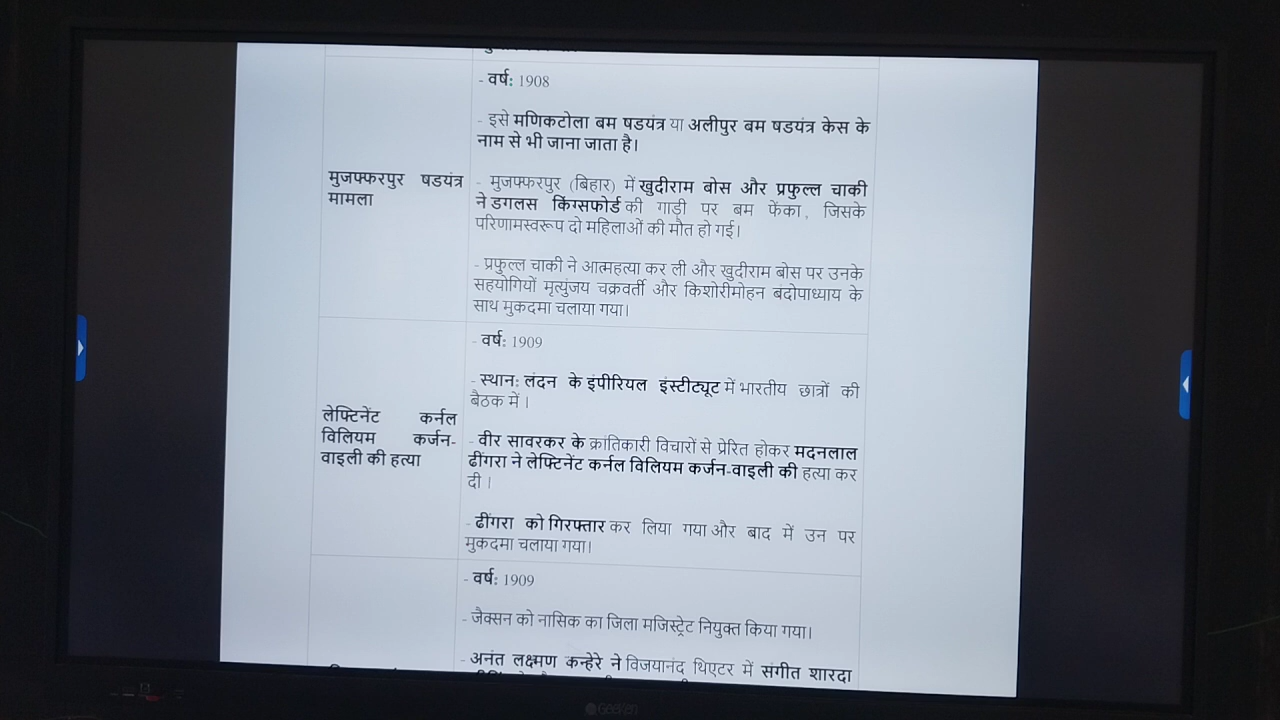 - वर्ष: 1908
- इसे मणिकटोला बम षडयंत्र या अलीपुर बम षडयंत्र केस के
नाम से भी जाना जाता है।
मुजफ्फरपुर षडयंत्र
मामला
- मुजफ्फरपुर (बिहार) में खुदीराम बोस और प्रफुल्ल चाकी
ने डगलस किंग्सफोर्ड की गाड़ी पर बम फेंका, जिसके
परिणामस्वरूप दो महिलाओं की मौत हो गई।
- प्रफुल्ल चाकी ने आत्महत्या कर ली और खुदीराम बोस पर उनके
सहयोगियों मृत्युंजय चक्रवर्ती और किशोरीमोहन बंदोपाध्याय के
साथ मुकदमा चलाया गया।
- वर्ष: 1909
- स्थान: लंदन के इंपीरियल इंस्टीट्यूट में भारतीय छात्रों की
बैठक में ।
लेफ्टिनेंट कर्नल
विलियम कर्जन-
वाइली की हत्या
- वीर सावरकर के क्रांतिकारी विचारों से प्रेरित होकर मदनलाल
ढींगरा ने लेफ्टिनेंट कर्नल विलियम कर्जन-वाइली की हत्या कर
दी ।
- ढींगरा को गिरफ्तार कर लिया गया और बाद में उन पर
मुकदमा चलाया गया।
- वर्ष: 1909
- जैक्सन को नासिक का जिला मजिस्ट्रेट नियुक्त किया गया।
- अनंत लक्ष्मण कन्हेरे ने विजयानंद थिएटर में संगीत शारदा
Geeken